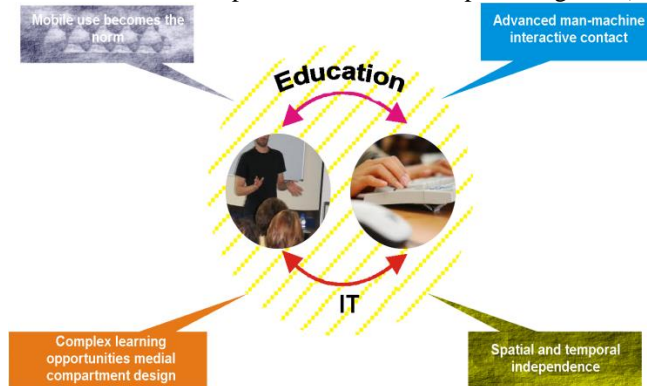 Mobile use becomes the
norm
Advanced man-machine
interactive contact
Education
IT
Complex learning
opportunities medial
compartment design
Spatial and temporal
independence